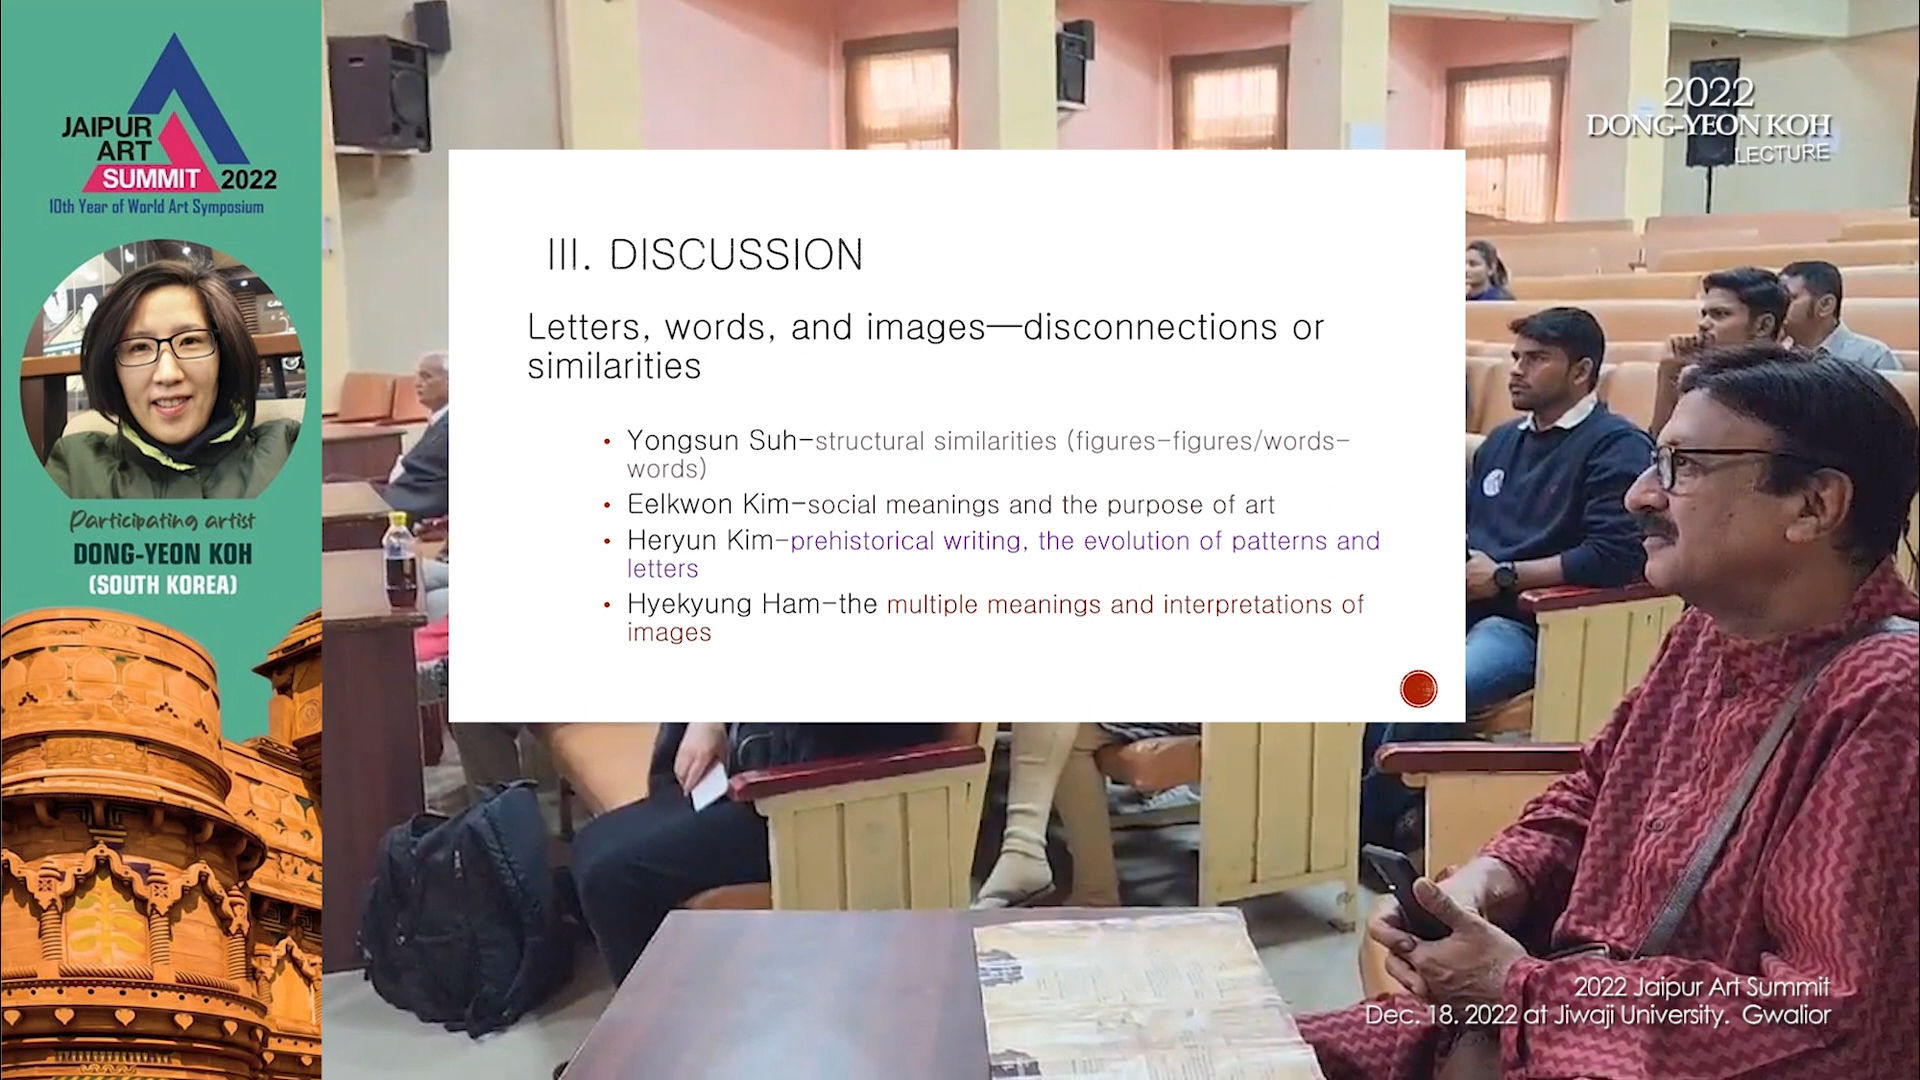 JAIPUR
ART
SUMMIT 2022
10th Year of World Art Symposium
Participating artist
DONG-YEON KOH
(SOUTH KOREA)
2022
DONG-YEON KOH
LECTURE
III. DISCUSSION
Letters, words, and images—disconnections or
similarities
• Yongsun Suh-structural similarities (figures-figures/words-
words)
• Eelkwon Kim-social meanings and the purpose of art
• Heryun Kim-prehistorical writing, the evolution of patterns and
letters
• Hyekyung Ham-the multiple meanings and interpretations of
images
2022 Jaipur Art Summit
Dec. 18. 2022 at Jiwaji University. Gwalior